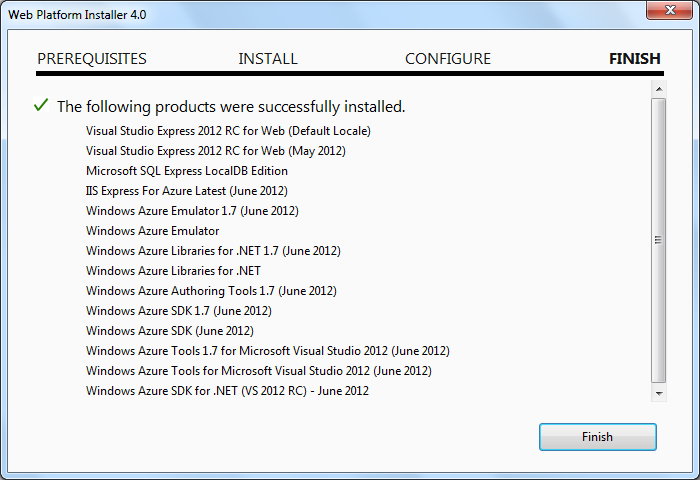 Web Platform Installer 4.0
PREREQUISITES INSTALL CONFIGURE FINISH
The following products were successfully installed.
Visual Studio Express 2012 RC for Web (Default Locale)
Visual Studio Express 2012 RC for Web (May 2012)
Microsoft SQL Express LocalDB Edition
IIS Express For Azure Latest (June 2012)
Windows Azure Emulator 1.7 (June 2012)
Windows Azure Emulator
Windows Azure Libraries for .NET 1.7 (June 2012)
Windows Azure Libraries for .NET
Windows Azure Authoring Tools 1.7 (June 2012)
Windows Azure SDK 1.7 (June 2012)
Windows Azure SDK (June 2012)
Windows Azure Tools 1.7 for Microsoft Visual Studio 2012 (June 2012)
Windows Azure Tools for Microsoft Visual Studio 2012 (June 2012)
Windows Azure SDK for .NET (VS 2012 RC) - June 2012
Finish